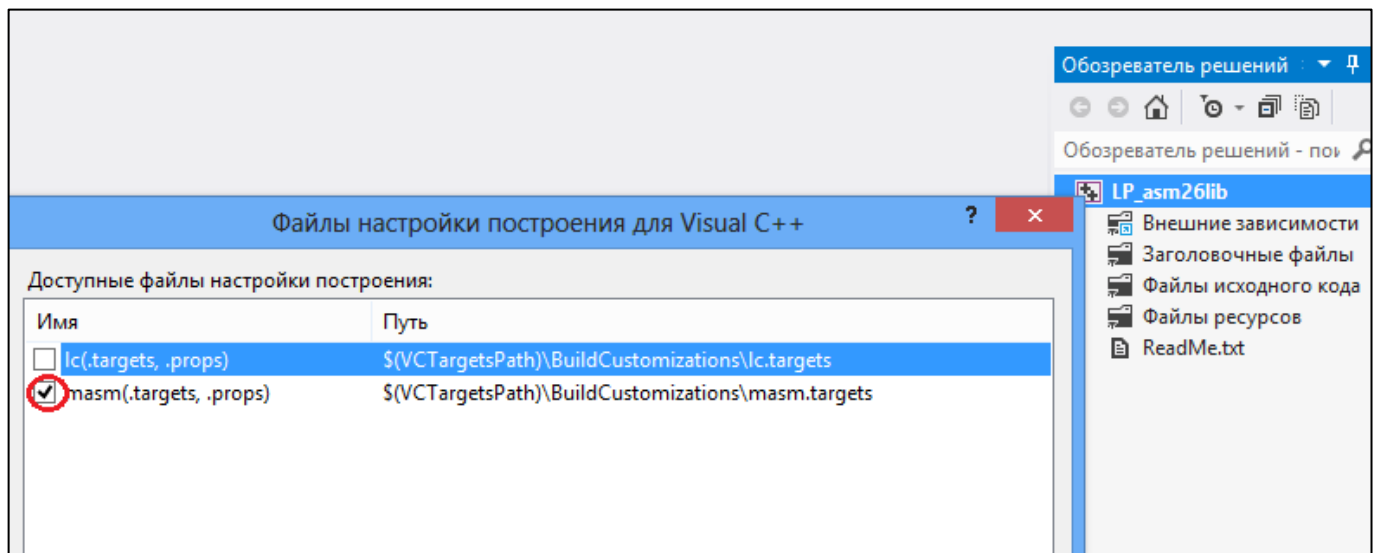 Обозреватель решений
Обозреватель решений - пои
LP_asm26lib
Внешние зависимости
Заголовочные файлы
Файлы исходного кода
Файлы ресурсов
ReadMe.txt
Файлы настройки построения для Visual C++
Доступные файлы настройки построения:
Имя Путь
lc(.targets, .props) $(VCTargetsPath)\BuildCustomizations\lc.targets
masm(.targets, .props) $(VCTargetsPath)\BuildCustomizations\masm.targets